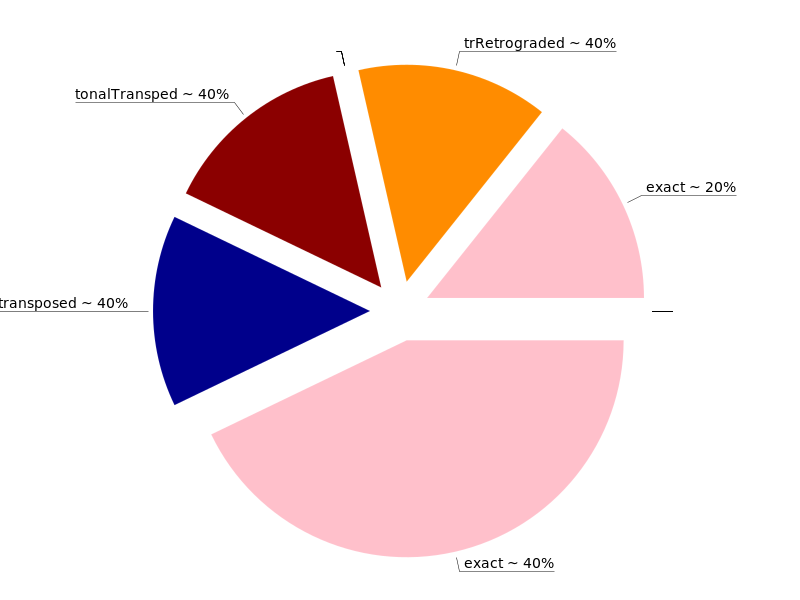 trRetrograded ~ 40%
tonalTransped ~ 40%
exact ~ 20%
transposed ~ 40%
exact ~ 40%